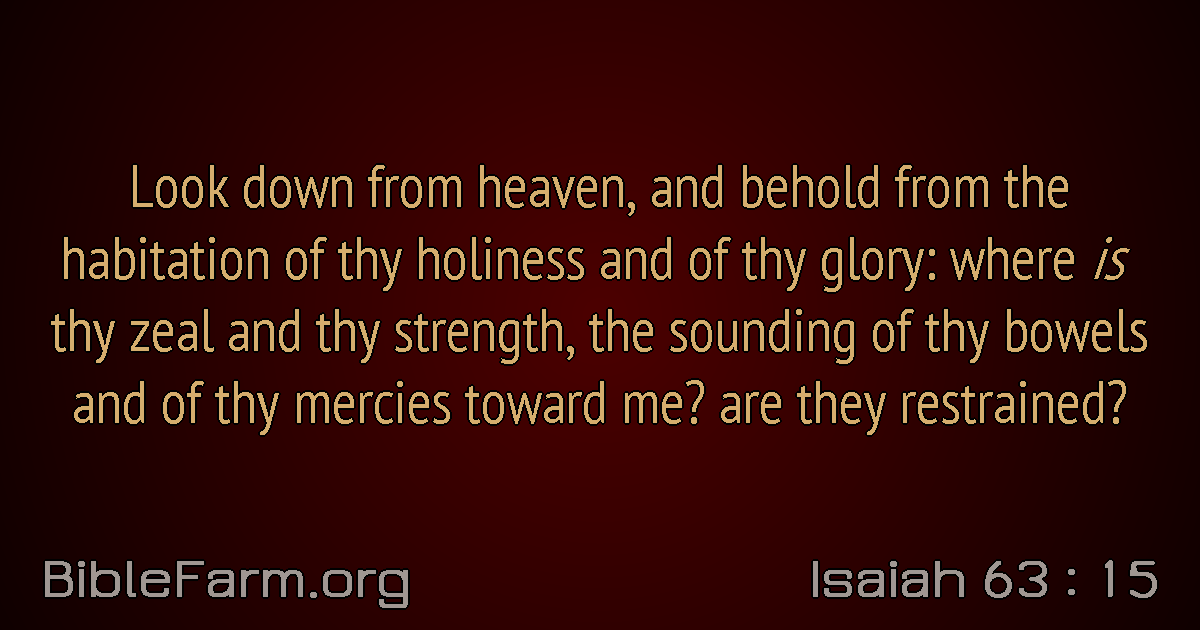 Look down from heaven, and behold from the
habitation of thy holiness and of thy glory: where is
thy zeal and thy strength, the sounding of thy bowels
and of thy mercies toward me? are they restrained?
BibleFarm.org
Isaiah 63 : 15